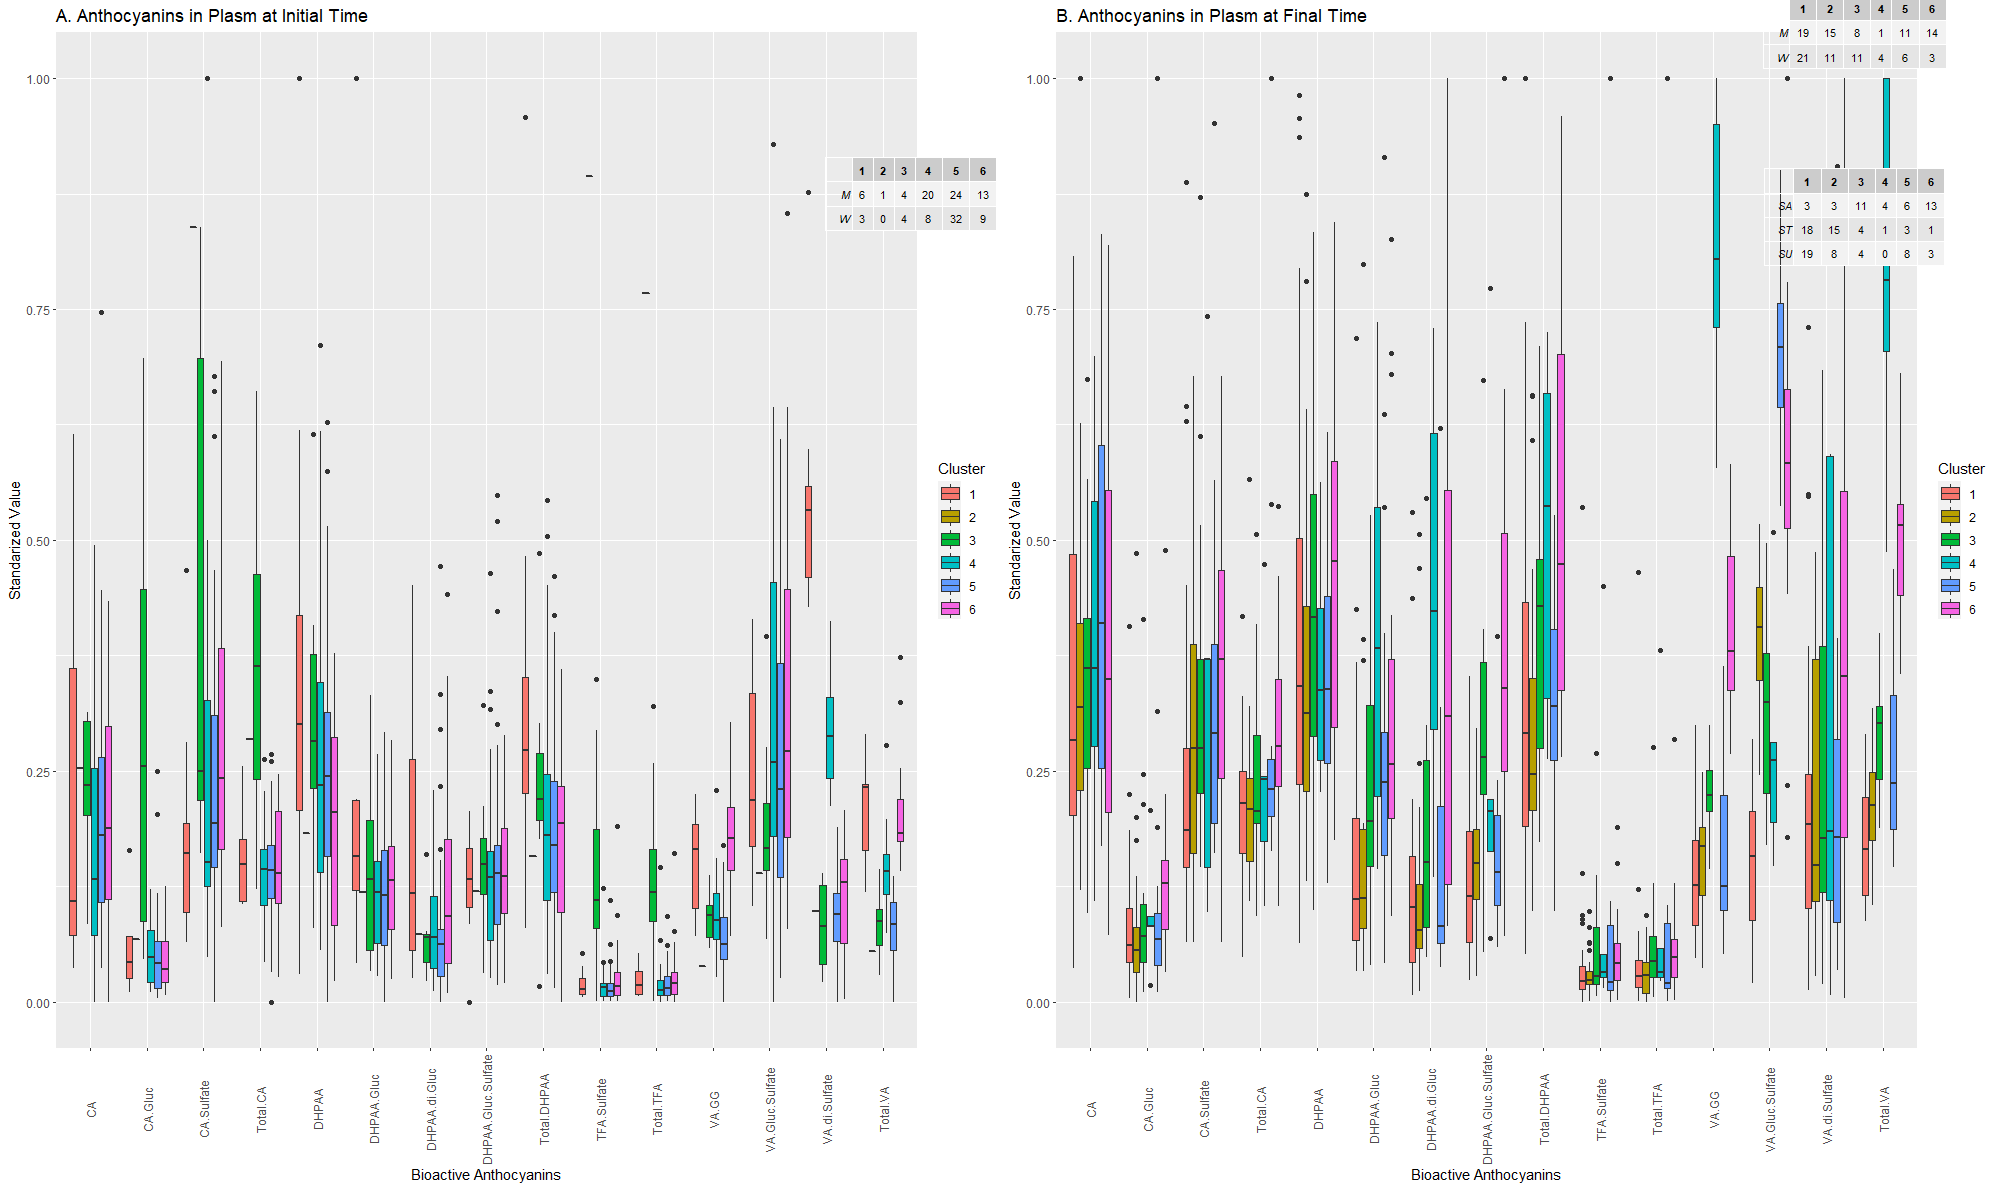 A. Anthocyanins in Plasm at Initial Time
Standarized Value
1.00
0.75
0.50
0.25
0.00
1 2 3 4 5 6
M 6 1 4 20 24 13
W 3 0 4 8 32 9
CA
CA.Gluc
CA.Sulfate
Total.CA
DHPAA
DHPAA.Gluc
DHPAA.di.Gluc
DHPAA.Gluc.Sulfate
Total.DHPAA
TFA.Sulfate
Total.TFA
VA.GG
VA.Gluc.Sulfate
VA.di.Sulfate
Total.VA
Bioactive Anthocyanins
Cluster
1
2
3
4
5
6
B. Anthocyanins in Plasm at Final Time
Standarized Value
1.00
0.75
0.50
0.25
0.00
1 2 3 4 5 6
M 19 15 8 1 11 14
W 21 11 11 4 6 3
1 2 3 4 5 6
SA 3 3 11 4 6 13
ST 18 15 4 1 3 1
SU 19 8 4 0 8 3
CA
CA.Gluc
CA.Sulfate
Total.CA
DHPAA
DHPAA.Gluc
DHPAA.di.Gluc
DHPAA.Gluc.Sulfate
Total.DHPAA
TFA.Sulfate
Total.TFA
VA.GG
VA.Gluc.Sulfate
VA.di.Sulfate
Total.VA
Bioactive Anthocyanins
Cluster
1
2
3
4
5
6